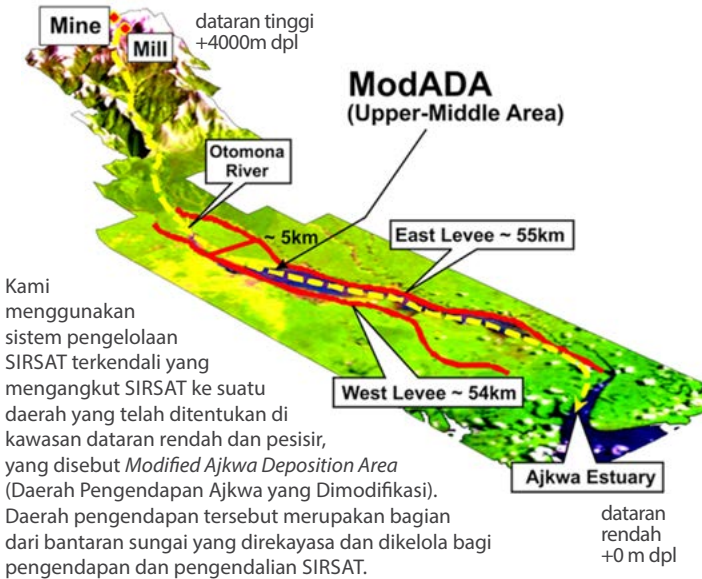 Mine
Mill
dataran tinggi
+4000m dpl
ModADA
(Upper-Middle Area)
Otomona
River
~ 5km
East Levee ~ 55km
West Levee ~ 54km
Ajkwa Estuary
dataran
rendah
+0 m dpl
Kami
menggunakan
sistem pengelolaan
SIRSAT terkendali yang
mengangkut SIRSAT ke suatu
daerah yang telah ditentukan di
kawasan dataran rendah dan pesisir,
yang disebut Modified Ajkwa Deposition Area
(Daerah Pengendapan Ajkwa yang Dimodifikasi).
Daerah pengendapan tersebut merupakan bagian
dari bantaran sungai yang direkayasa dan dikelola bagi
pengendapan dan pengendalian SIRSAT.